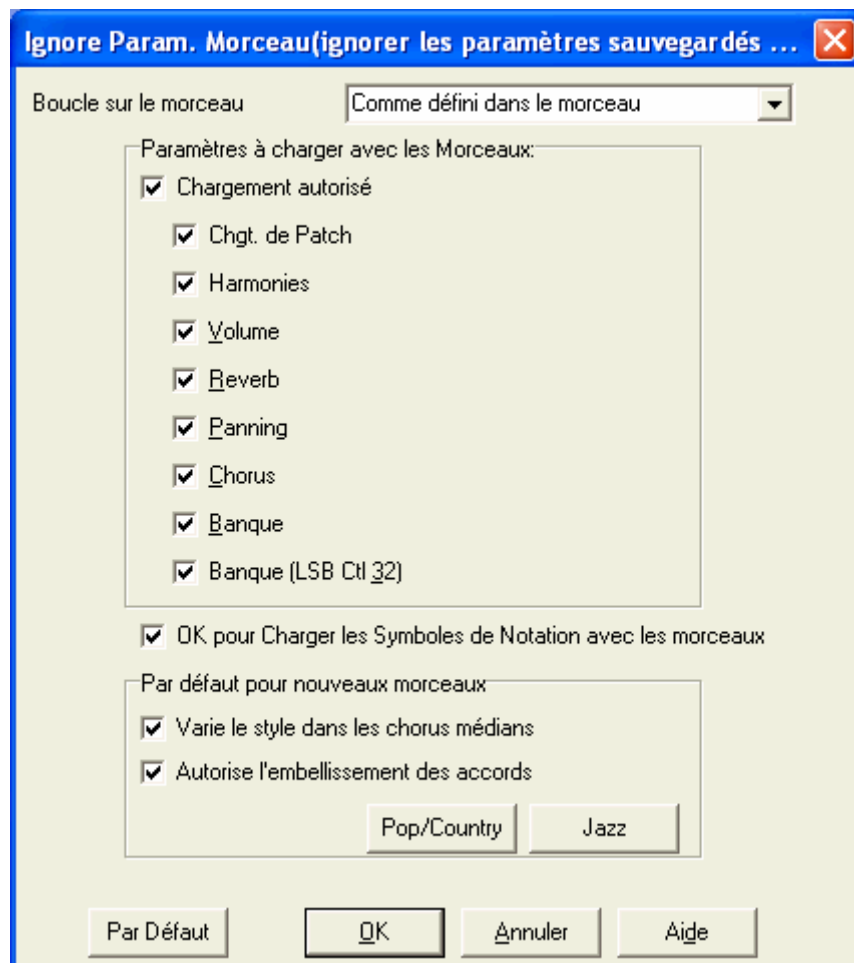 Ignore Param. Morceau(ignorer les paramètres sauvegardés ...
Boucle sur le morceau Comme défini dans le morceau
Paramètres à charger avec les Morceaux:
Chargement autorisé
Chgt. de Patch
Harmonies
Volume
Reverb
Panning
Chorus
Banque
Banque (LSB Ctl 32)
OK pour Charger les Symboles de Notation avec les morceaux
Par défaut pour nouveaux morceaux
Varie le style dans les chorus médians
Autorise l'embellissement des accords
Pop/Country Jazz
Par Défaut OK Annuler Aide